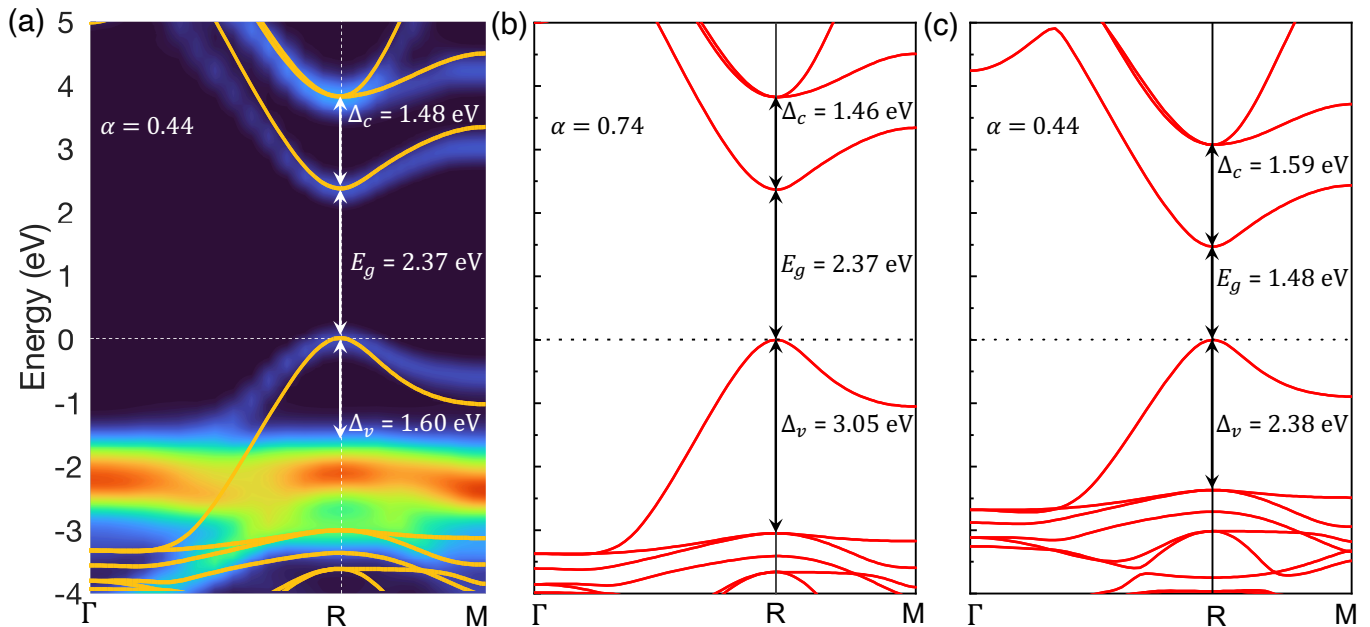 (a)
Energy (eV)
5
4
3
2
1
0
-1
-2
-3
-4
α = 0.44
Δc = 1.48 eV
Eg = 2.37 eV
Δv = 1.60 eV
Γ R M
(b)
α = 0.74
Δc = 1.46 eV
Eg = 2.37 eV
Δv = 3.05 eV
Γ R M
(c)
α = 0.44
Δc = 1.59 eV
Eg = 1.48 eV
Δv = 2.38 eV
Γ R M